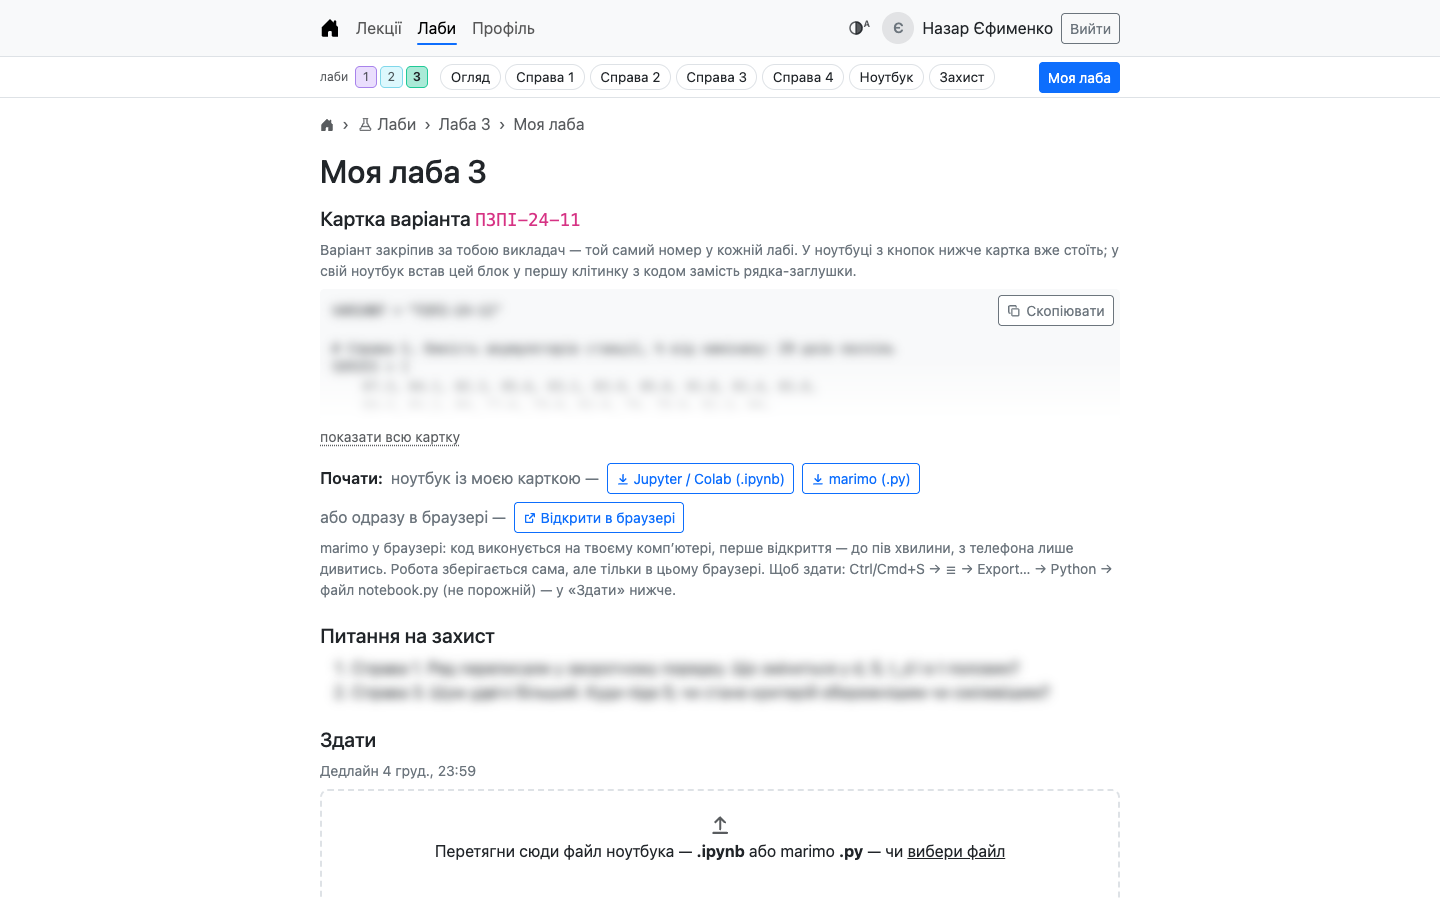 Лекції Лаби Профіль A Є Назар Єфименко Вийти
лаби 1 2 3 Огляд Справа 1 Справа 2 Справа 3 Справа 4 Ноутбук Захист Моя лаба
› Лаби › Лаба 3 › Моя лаба
Моя лаба 3
Картка варіанта ПЗПІ–24–11
Варіант закріпив за тобою викладач — той самий номер у кожній лабі. У ноутбуці з кнопок нижче картка вже стоїть; у
свій ноутбук встав цей блок у першу клітинку з кодом замість рядка-заглушки.
Скопіювати
показати всю картку
Почати: ноутбук із моєю карткою — Jupyter / Colab (.ipynb) marimo (.py)
або одразу в браузері — Відкрити в браузері
marimo у браузері: код виконується на твоєму комп’ютері, перше відкриття — до пів хвилини, з телефона лише
дивитись. Робота зберігається сама, але тільки в цьому браузері. Щоб здати: Ctrl/Cmd+S → ≡ → Export… → Python →
файл notebook.py (не порожній) — у «Здати» нижче.
Питання на захист
Здати
Дедлайн 4 груд., 23:59
Перетягни сюди файл ноутбука — .ipynb або marimo .py — чи вибери файл